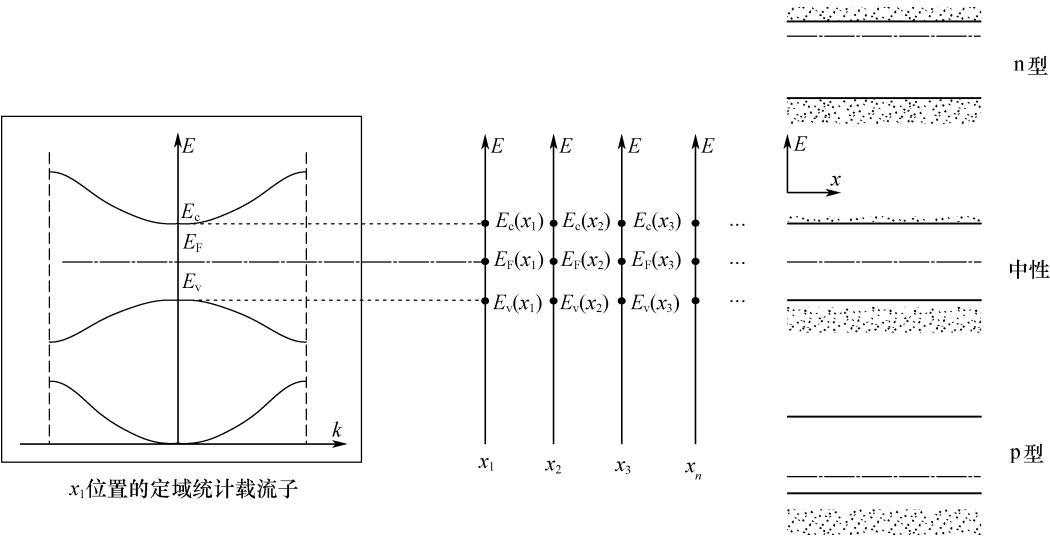 n型
E
E E E E E
x
E_c E_c(x_1) E_c(x_2) E_c(x_3) ...
E_F E_F(x_1) E_F(x_2) E_F(x_3) ...
中性
E_v E_v(x_1) E_v(x_2) E_v(x_3) ...
k
p型
x_1 x_2 x_3 x_n
x_1位置的定域统计载流子